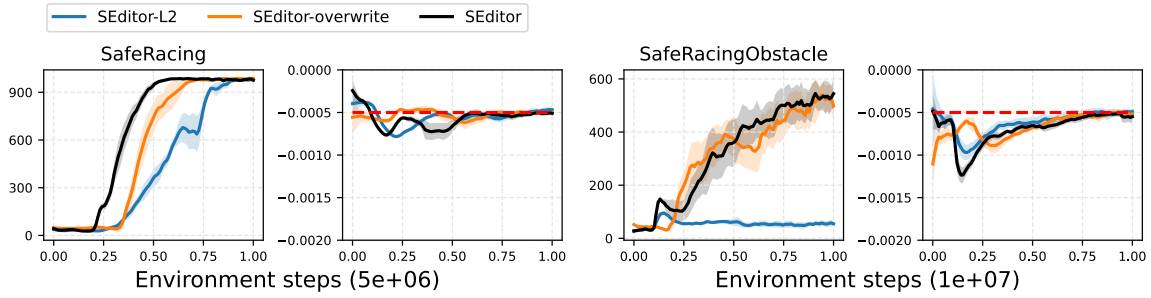 SEditor-L2 SEditor-overwrite SEditor
SafeRacing SafeRacingObstacle
900
600
300
0
0.00 0.25 0.50 0.75 1.00
0.0000
−0.0005
−0.0010
−0.0015
−0.0020
0.00 0.25 0.50 0.75 1.00
600
400
200
0
0.00 0.25 0.50 0.75 1.00
0.0000
−0.0005
−0.0010
−0.0015
−0.0020
0.00 0.25 0.50 0.75 1.00
Environment steps (5e+06) Environment steps (1e+07)